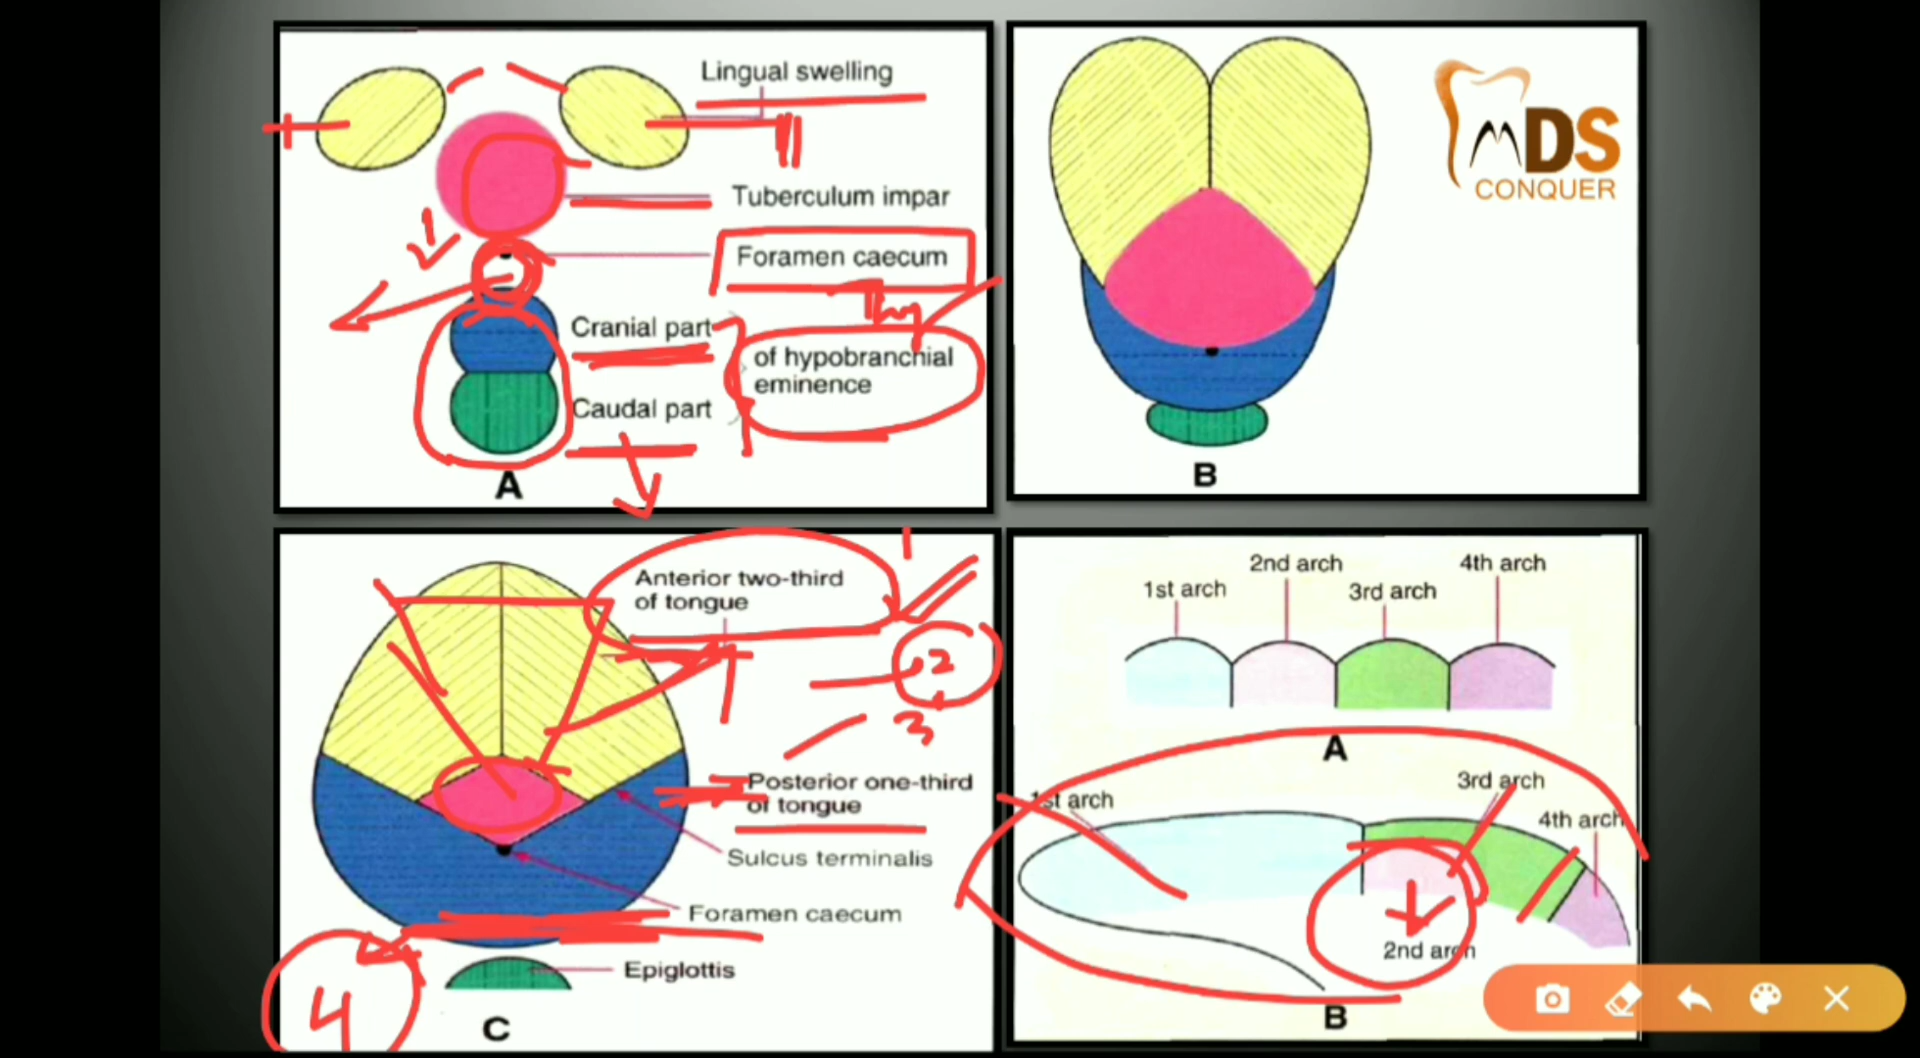 Lingual swelling
Tuberculum impar
Foramen caecum
Thy
Cranial part
of hypobranchial
eminence
Caudal part
A
MDS
CONQUER
B
Anterior two-third
of tongue
1
2
3
Posterior one-third
of tongue
Sulcus terminalis
Foramen caecum
Epiglottis
4
C
1st arch
2nd arch
3rd arch
4th arch
A
1st arch
3rd arch
4th arch
2nd arch
B